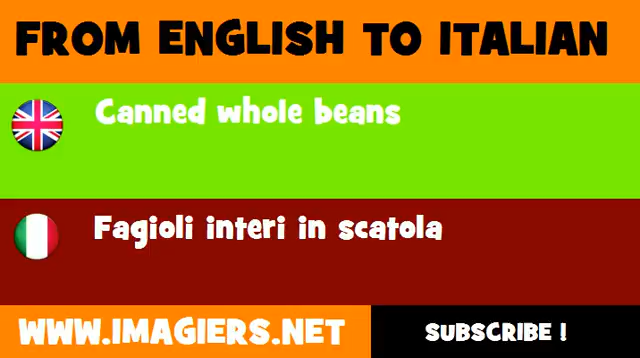 FROM ENGLISH TO ITALIAN
Canned whole beans
Fagioli interi in scatola
WWW.IMAGIERS.NET
SUBSCRIBE !